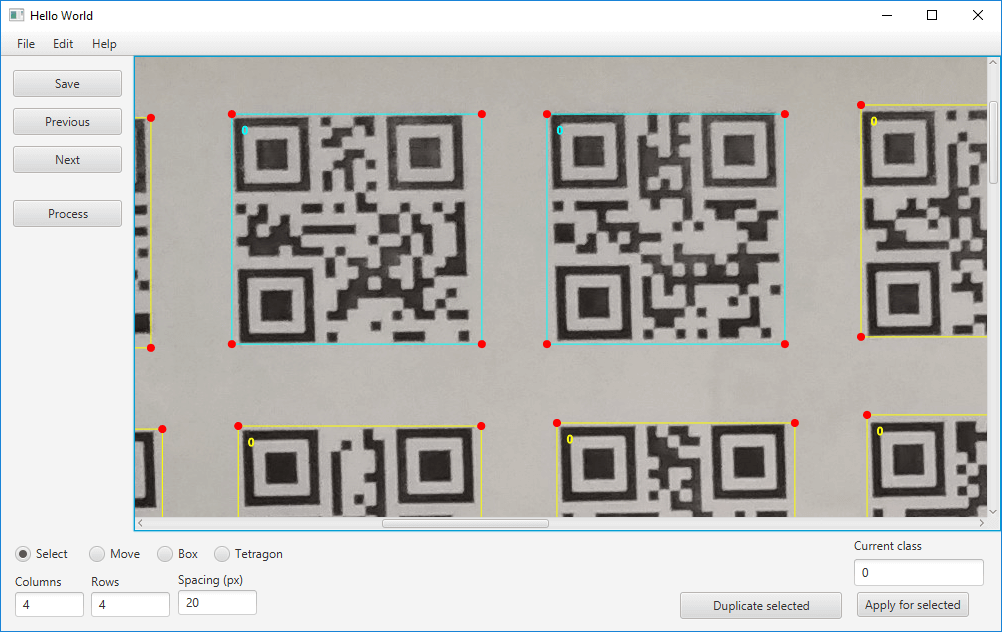 Hello World
File Edit Help
Save
Previous
Next
Process
0
0
0
0
0
0
Select Move Box Tetragon
Columns Rows Spacing (px)
4 4 20
Current class
0
Duplicate selected Apply for selected